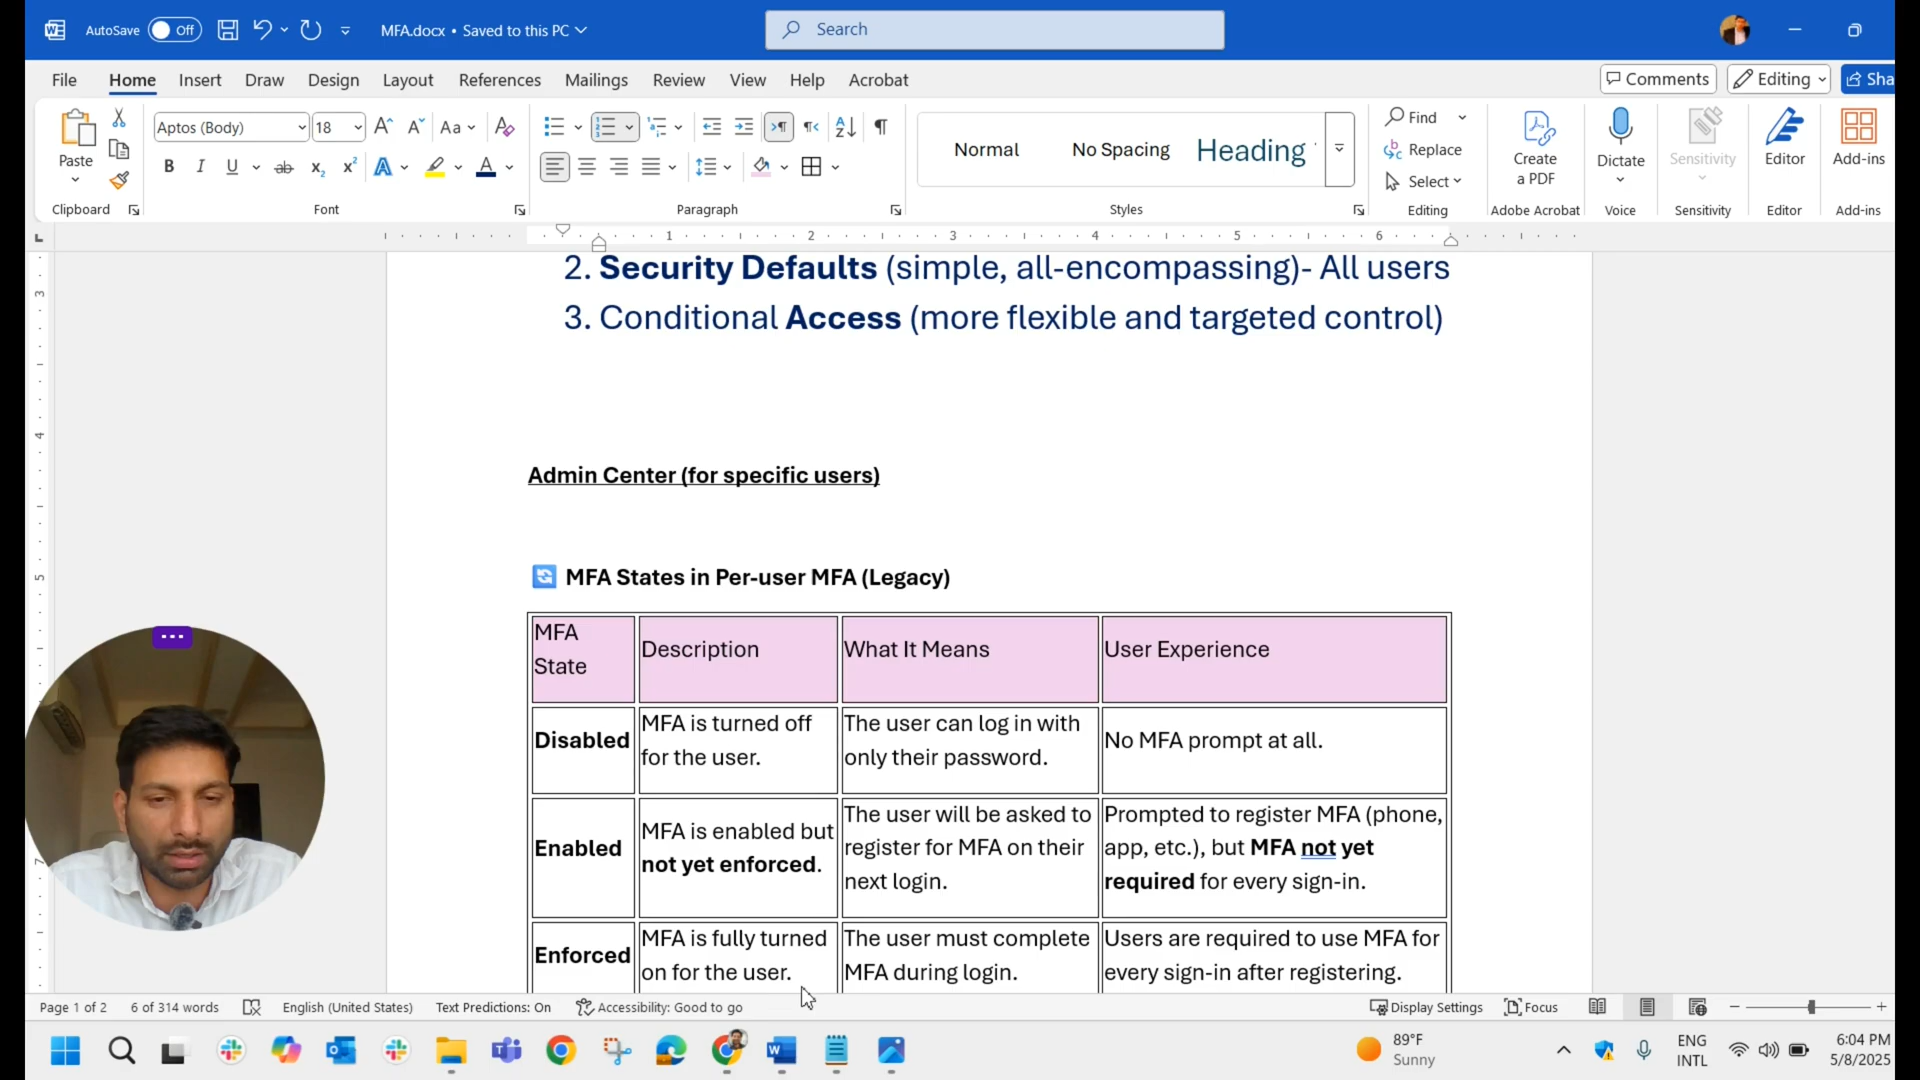 AutoSave Off MFA.docx • Saved to this PC Search
File Home Insert Draw Design Layout References Mailings Review View Help Acrobat Comments Editing Sha
Paste Aptos (Body) 18 Aa Normal No Spacing Heading Find Replace Select Create a PDF Dictate Sensitivity Editor Add-ins
Clipboard Font Paragraph Styles Editing Adobe Acrobat Voice Sensitivity Editor Add-ins
1 2 3 4 5 6
2. Security Defaults (simple, all-encompassing)- All users
3. Conditional Access (more flexible and targeted control)
Admin Center (for specific users)
MFA States in Per-user MFA (Legacy)
MFA State Description What It Means User Experience
Disabled MFA is turned off for the user. The user can log in with only their password. No MFA prompt at all.
Enabled MFA is enabled but not yet enforced. The user will be asked to register for MFA on their next login. Prompted to register MFA (phone, app, etc.), but MFA not yet required for every sign-in.
Enforced MFA is fully turned on for the user. The user must complete MFA during login. Users are required to use MFA for every sign-in after registering.
Page 1 of 2 6 of 314 words English (United States) Text Predictions: On Accessibility: Good to go Display Settings Focus
89°F Sunny ENG INTL 6:04 PM 5/8/2025